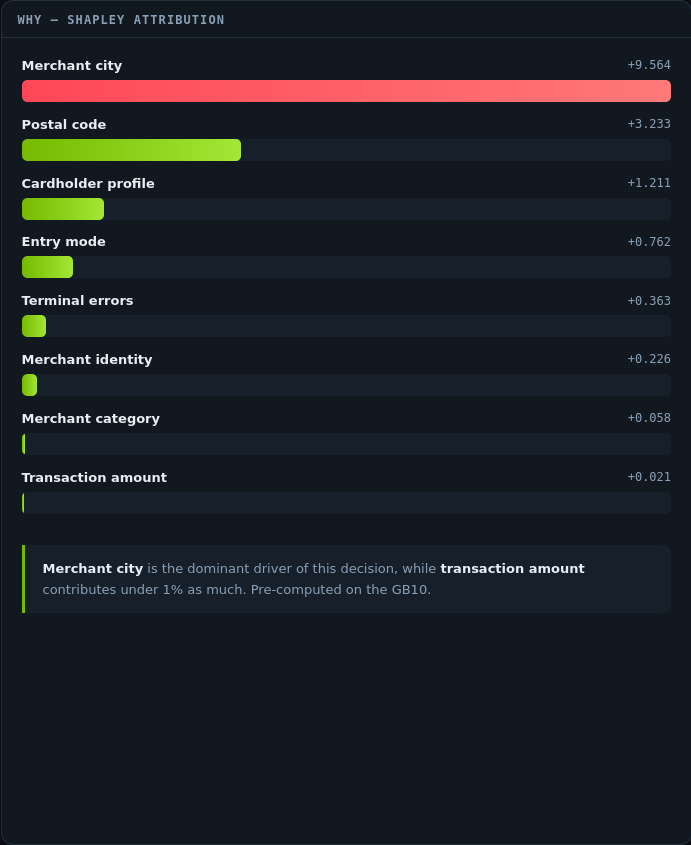 WHY — SHAPLEY ATTRIBUTION
Merchant city +9.564
Postal code +3.233
Cardholder profile +1.211
Entry mode +0.762
Terminal errors +0.363
Merchant identity +0.226
Merchant category +0.058
Transaction amount +0.021
Merchant city is the dominant driver of this decision, while transaction amount
contributes under 1% as much. Pre-computed on the GB10.